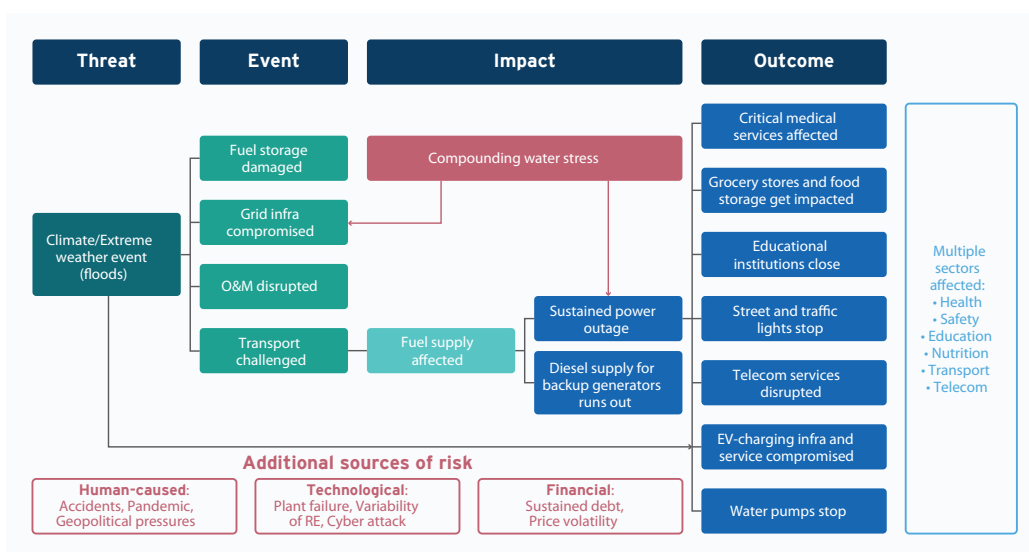 Threat
Event
Impact
Outcome
Climate/Extreme
weather event
(floods)
Fuel storage
damaged
Grid infra
compromised
O&M disrupted
Transport
challenged
Compounding water stress
Fuel supply
affected
Sustained power
outage
Diesel supply for
backup generators
runs out
Critical medical
services affected
Grocery stores and food
storage get impacted
Educational
institutions close
Street and traffic
lights stop
Telecom services
disrupted
EV-charging infra and
service compromised
Water pumps stop
Multiple
sectors
affected:
• Health
• Safety
• Education
• Nutrition
• Transport
• Telecom
Additional sources of risk
Human-caused:
Accidents, Pandemic,
Geopolitical pressures
Technological:
Plant failure, Variability
of RE, Cyber attack
Financial:
Sustained debt,
Price volatility